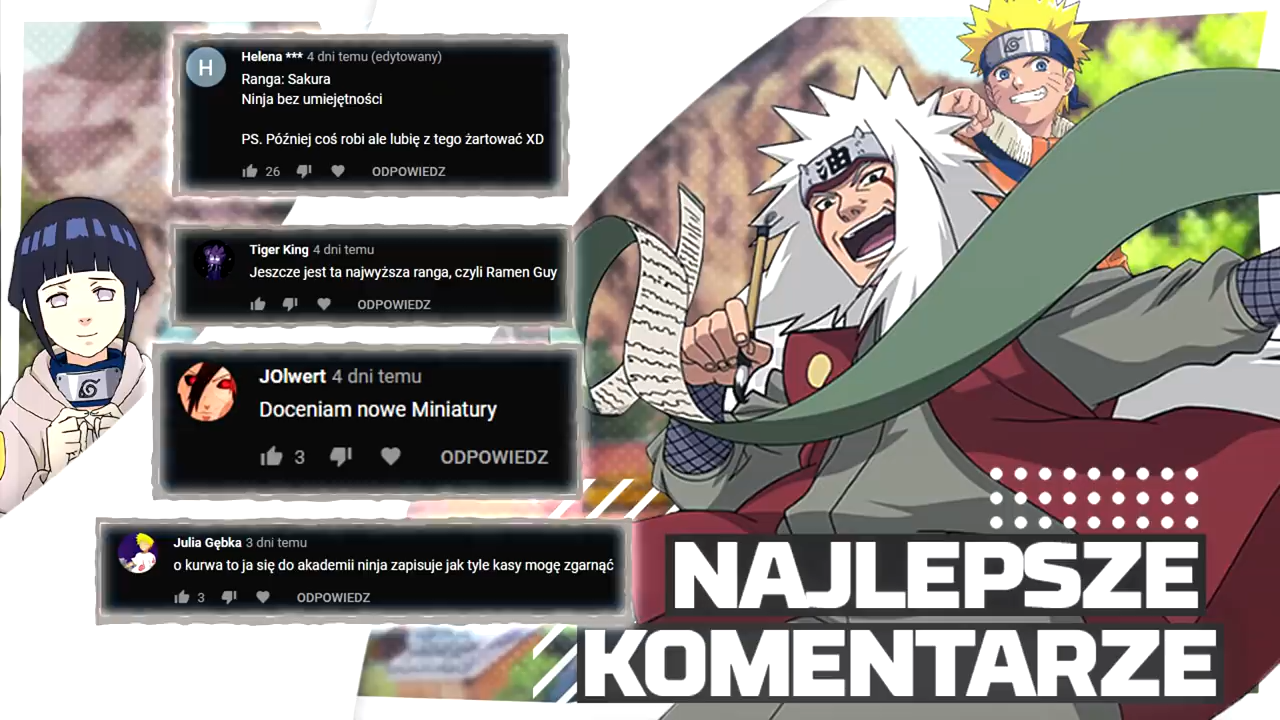 H
Helena *** 4 dni temu (edytowany)
Ranga: Sakura
Ninja bez umiejętności
PS. Później coś robi ale lubię z tego żartować XD
26 ODPOWIEDZ
Tiger King 4 dni temu
Jeszcze jest ta najwyższa ranga, czyli Ramen Guy
ODPOWIEDZ
JOlwert 4 dni temu
Doceniam nowe Miniatury
3 ODPOWIEDZ
Julia Gębka 3 dni temu
o kurwa to ja się do akademii ninja zapisuje jak tyle kasy mogę zgarnąć
3 ODPOWIEDZ
油
NAJLEPSZE
KOMENTARZE